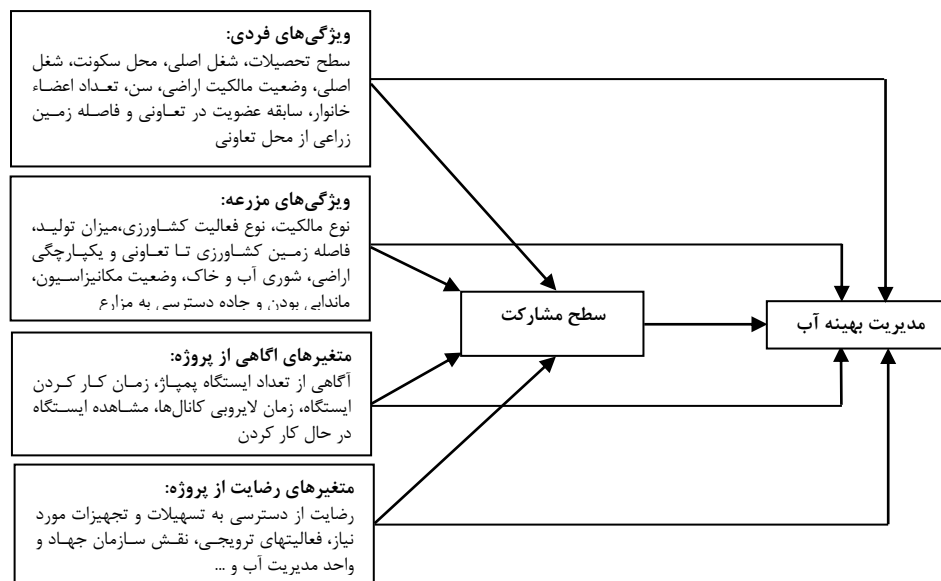 ویژگی‌های فردی:
سطح تحصیلات، شغل اصلی، محل سکونت، شغل
اصلی، وضعیت مالکیت اراضی، سن، تعداد اعضاء
خانوار، سابقه عضویت در تعاونی و فاصله زمین
زراعی از محل تعاونی
ویژگی‌های مزرعه:
نوع مالکیت، نوع فعالیت کشاورزی،میزان تولید،
فاصله زمین کشاورزی تا تعاونی و یکپارچگی
اراضی، شوری آب و خاک، وضعیت مکانیزاسیون،
ماندابی بودن و جاده دسترسی به مزارع
متغیرهای اگاهی از پروژه:
آگاهی از تعداد ایستگاه پمپاژ، زمان کار کردن
ایستگاه، زمان لایروبی کانال‌ها، مشاهده ایستگاه
در حال کار کردن
متغیرهای رضایت از پروژه:
رضایت از دسترسی به تسهیلات و تجهیزات مورد
نیاز، فعالیتهای ترویجی، نقش سازمان جهاد و
واحد مدیریت آب و ...
سطح مشارکت
مدیریت بهینه آب